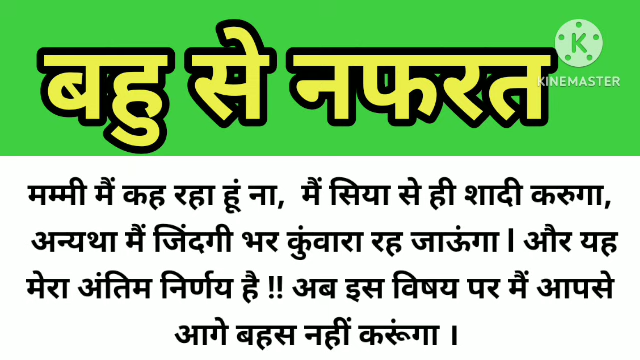 बहु से नफरत
KINEMASTER
मम्मी मैं कह रहा हूं ना, मैं सिया से ही शादी करुगा,
अन्यथा मैं जिंदगी भर कुंवारा रह जाऊंगा l और यह
मेरा अंतिम निर्णय है !! अब इस विषय पर मैं आपसे
आगे बहस नहीं करूंगा ।